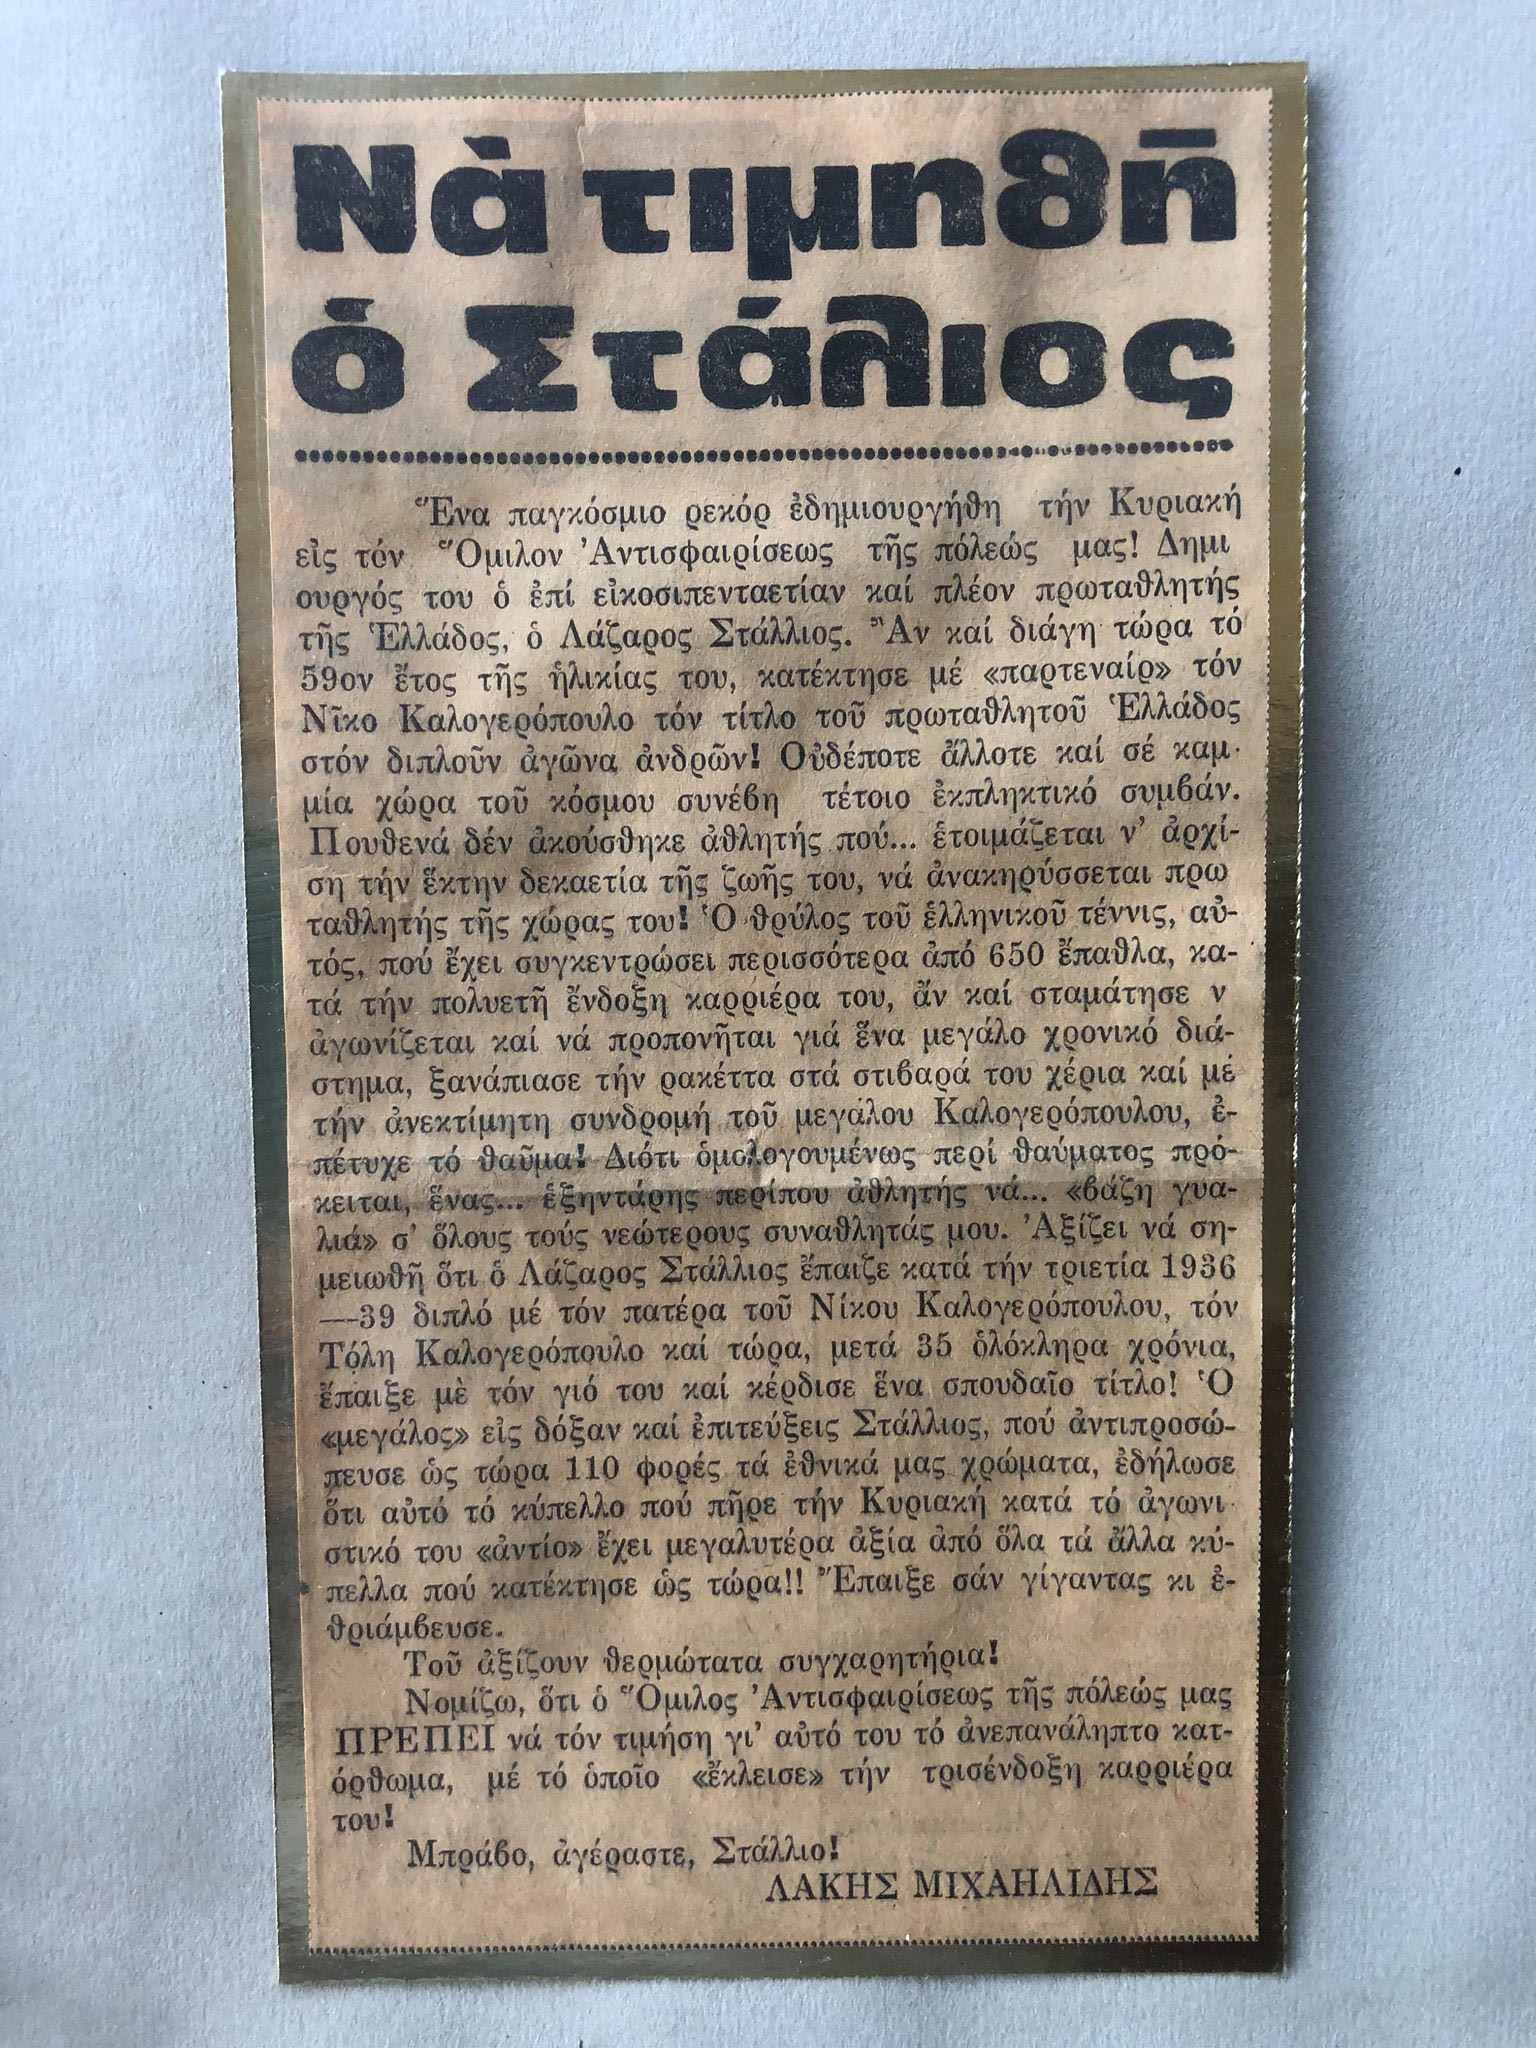 Νὰ τιμηθῆ
ὁ Στάλιος
Ἕνα παγκόσμιο ρεκόρ ἐδημιουργήθη τήν Κυριακή
εἰς τόν Ὅμιλον Ἀντισφαιρίσεως τῆς πόλεώς μας! Δημι
ουργός του ὁ ἐπί εἰκοσιπενταετίαν καί πλέον πρωταθλητής
τῆς Ἑλλάδος, ὁ Λάζαρος Στάλλιος. Ἄν καί διάγη τώρα τό
59ον ἔτος τῆς ἡλικίας του, κατέκτησε μέ «παρτεναίρ» τόν
Νῖκο Καλογερόπουλο τόν τίτλο τοῦ πρωταθλητοῦ Ἑλλάδος
στόν διπλοῦν ἀγῶνα ἀνδρῶν! Οὐδέποτε ἄλλοτε καί σέ καμ-
μία χώρα τοῦ κόσμου συνέβη τέτοιο ἐκπληκτικό συμβάν.
Πουθενά δέν ἀκούσθηκε ἀθλητής πού... ἑτοιμάζεται ν' ἀρχί-
ση τήν ἕκτην δεκαετία τῆς ζωῆς του, νά ἀνακηρύσσεται πρω
ταθλητής τῆς χώρας του! Ὁ θρύλος τοῦ ἑλληνικοῦ τέννις, αὐ-
τός, πού ἔχει συγκεντρώσει περισσότερα ἀπό 650 ἔπαθλα, κα-
τά τήν πολυετῆ ἔνδοξη καρριέρα του, ἄν καί σταμάτησε ν
ἀγωνίζεται καί νά προπονῆται γιά ἕνα μεγάλο χρονικό διά-
στημα, ξανάπιασε τήν ρακέττα στά στιβαρά του χέρια καί μέ
τήν ἀνεκτίμητη συνδρομή τοῦ μεγάλου Καλογερόπουλου, ἐ-
πέτυχε τό θαῦμα! Διότι ὁμολογουμένως περί θαύματος πρό-
κειται, ἕνας... ἑξηντάρης περίπου ἀθλητής νά... «βάζη γυα-
λιά» σ' ὅλους τούς νεώτερους συναθλητάς μου. Ἀξίζει νά ση-
μειωθῆ ὅτι ὁ Λάζαρος Στάλλιος ἔπαιζε κατά τήν τριετία 1936
—39 διπλό μέ τόν πατέρα τοῦ Νίκου Καλογερόπουλου, τόν
Τόλη Καλογερόπουλο καί τώρα, μετά 35 ὁλόκληρα χρόνια,
ἔπαιξε μὲ τόν γιό του καί κέρδισε ἕνα σπουδαῖο τίτλο! Ὁ
«μεγάλος» εἰς δόξαν καί ἐπιτεύξεις Στάλλιος, πού ἀντιπροσώ-
πευσε ὡς τώρα 110 φορές τά ἐθνικά μας χρώματα, ἐδήλωσε
ὅτι αὐτό τό κύπελλο πού πῆρε τήν Κυριακή κατά τό ἀγωνι-
στικό του «ἀντίο» ἔχει μεγαλυτέρα ἀξία ἀπό ὅλα τά ἄλλα κύ-
πελλα πού κατέκτησε ὡς τώρα!! Ἔπαιξε σάν γίγαντας κι ἐ-
θριάμβευσε.
Τοῦ ἀξίζουν θερμώτατα συγχαρητήρια!
Νομίζω, ὅτι ὁ Ὅμιλος Ἀντισφαιρίσεως τῆς πόλεώς μας
ΠΡΕΠΕΙ νά τόν τιμήση γι' αὐτό του τό ἀνεπανάληπτο κατ-
όρθωμα, μέ τό ὁποῖο «ἔκλεισε» τήν τρισένδοξη καρριέρα
του!
Μπράβο, ἀγέραστε, Στάλλιο!
ΛΑΚΗΣ ΜΙΧΑΗΛΙΔΗΣ